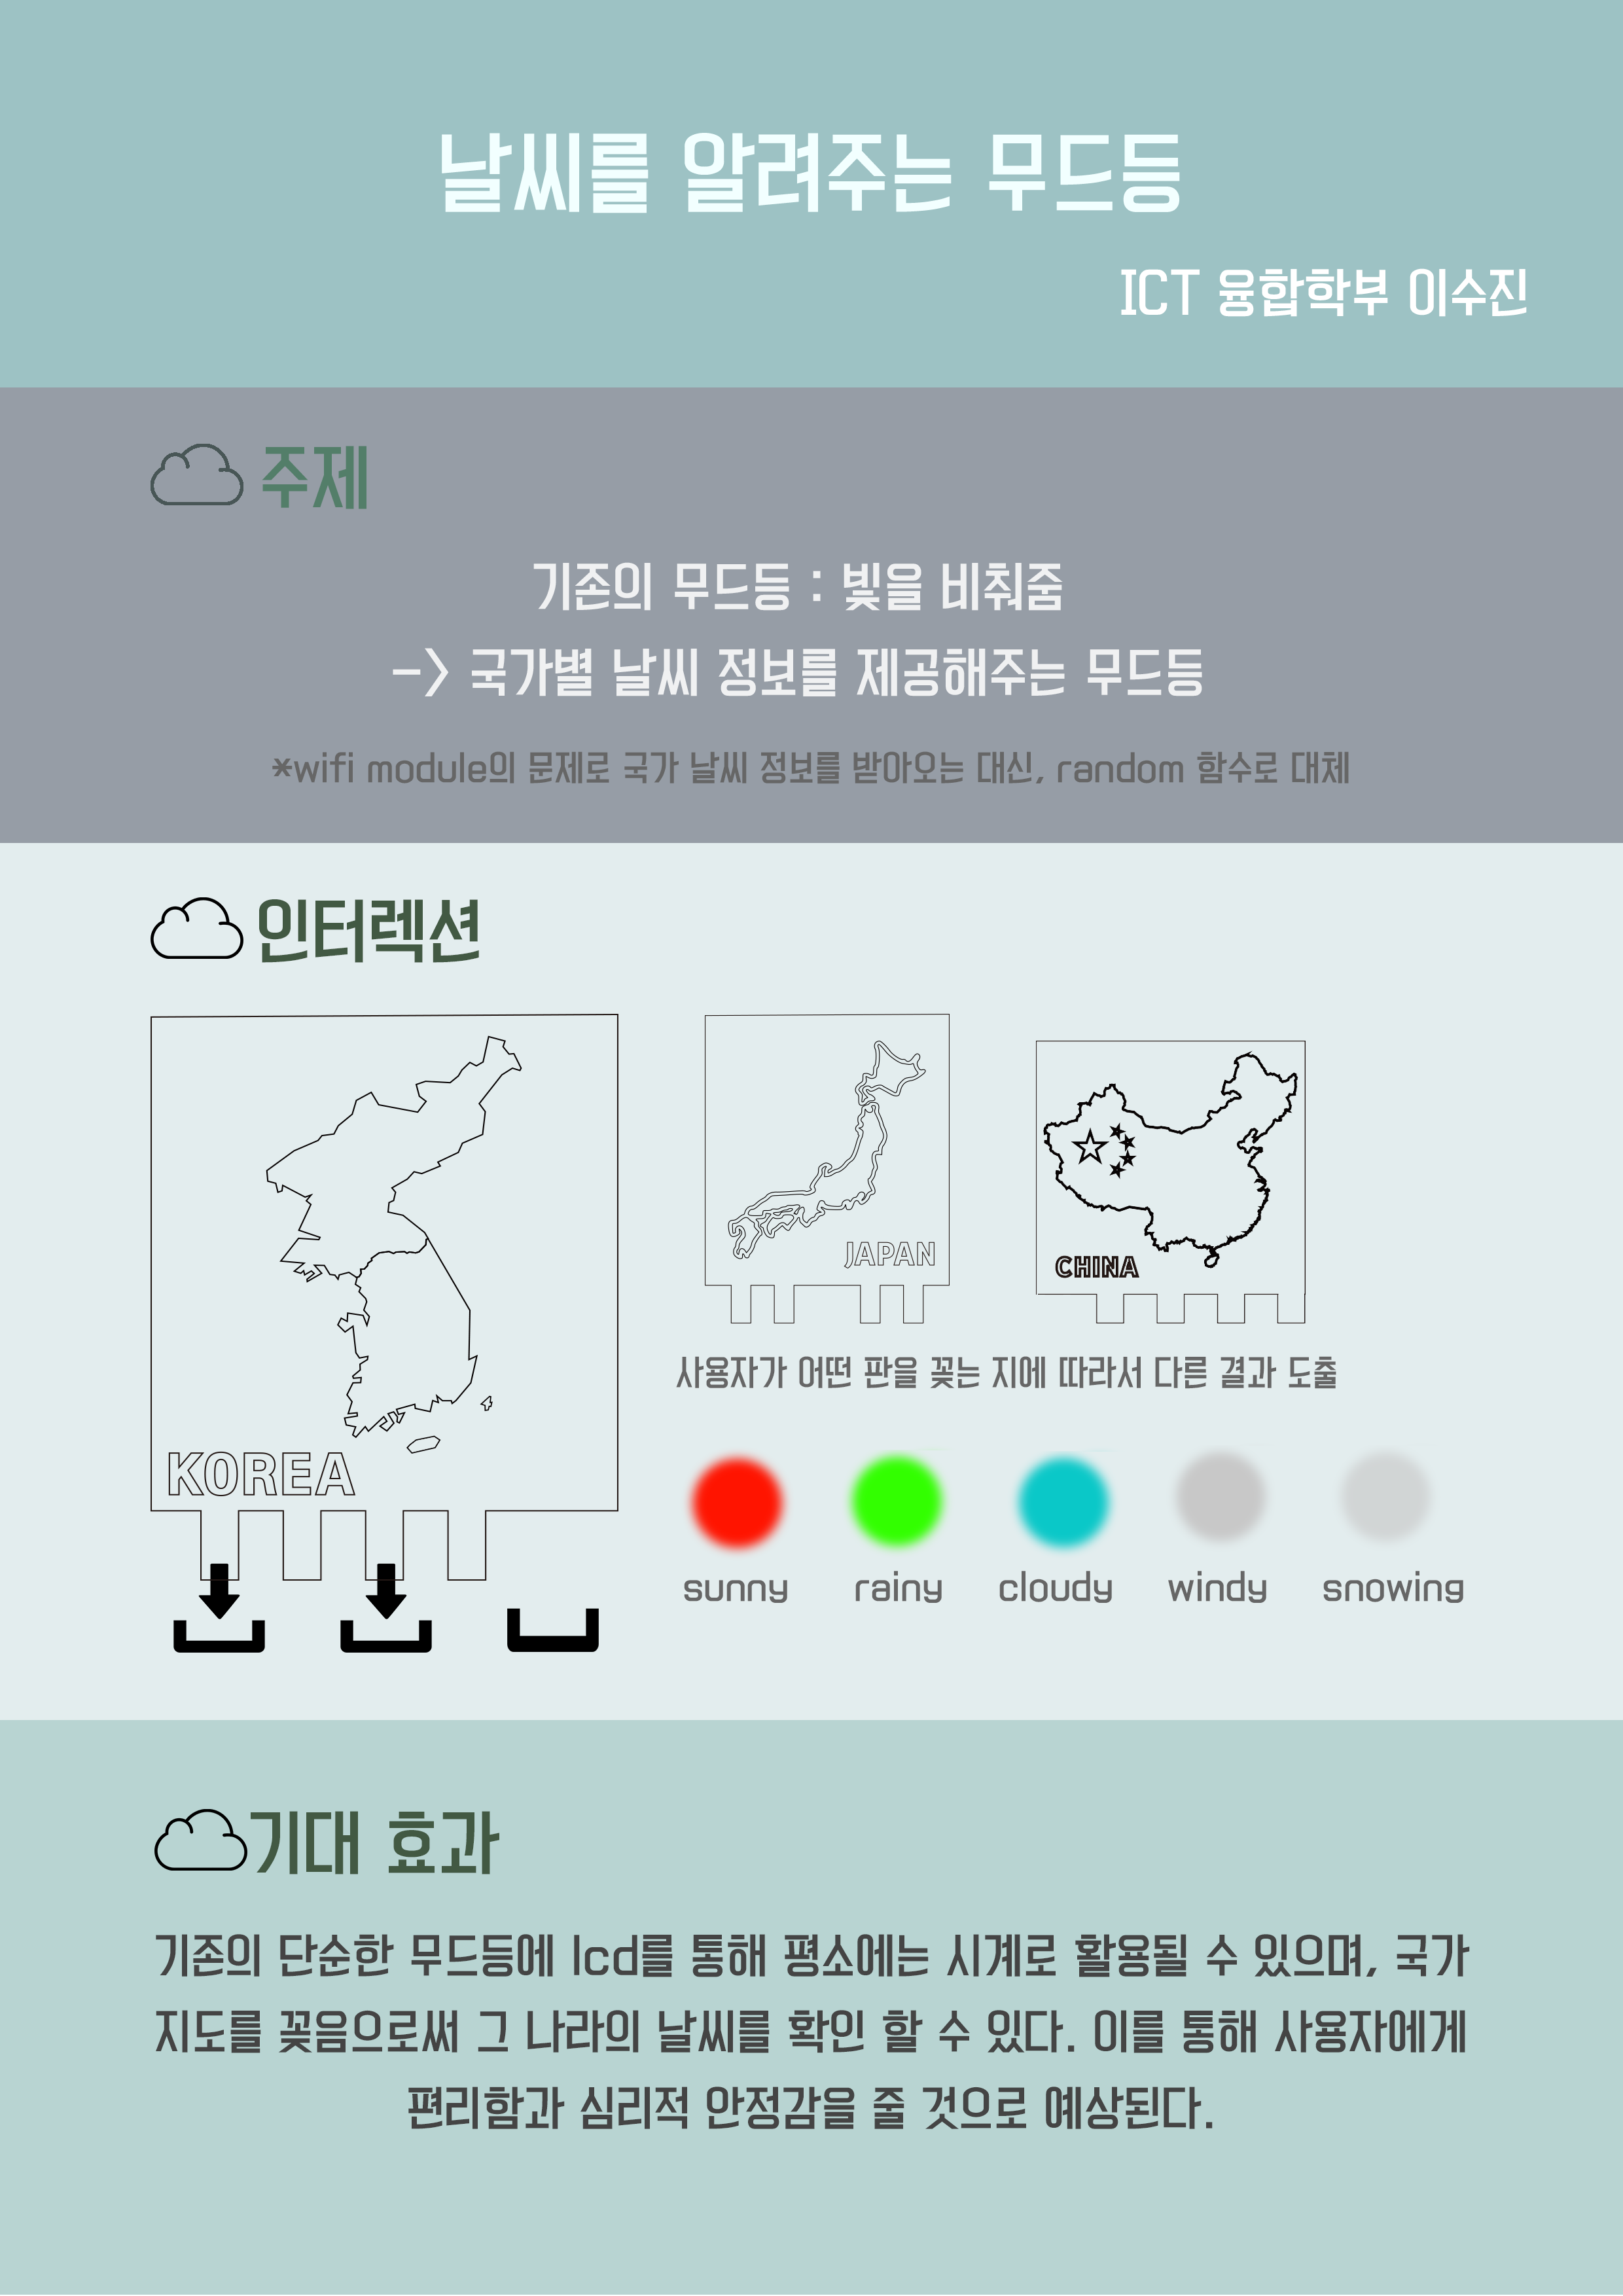 날씨를 알려주는 무드등
ICT 융합학부 이수진
주제
기존의 무드등 : 빛을 비춰줌
-> 국가별 날씨 정보를 제공해주는 무드등
*wifi module의 문제로 국가 날씨 정보를 받아오는 대신, random 함수로 대체
인터렉션
KOREA
JAPAN
CHINA
사용자가 어떤 판을 꽂는 지에 따라서 다른 결과 도출
sunny rainy cloudy windy snowing
기대 효과
기존의 단순한 무드등에 lcd를 통해 평소에는 시계로 활용될 수 있으며, 국가
지도를 꽂음으로써 그 나라의 날씨를 확인 할 수 있다. 이를 통해 사용자에게
편리함과 심리적 안정감을 줄 것으로 예상된다.